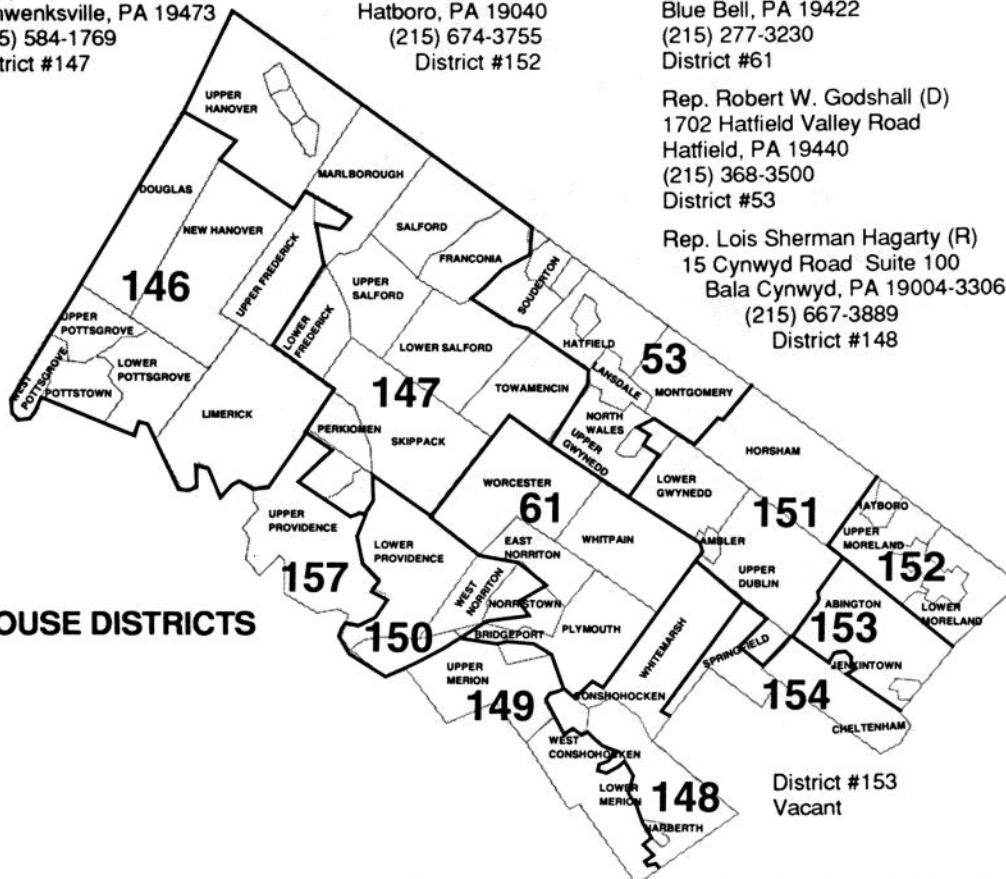 nwenksville, PA 19473
5) 584-1769
trict #147
Hatboro, PA 19040
(215) 674-3755
District #152
Blue Bell, PA 19422
(215) 277-3230
District #61
Rep. Robert W. Godshall (D)
1702 Hatfield Valley Road
Hatfield, PA 19440
(215) 368-3500
District #53
Rep. Lois Sherman Hagarty (R)
15 Cynwyd Road Suite 100
Bala Cynwyd, PA 19004-3306
(215) 667-3889
District #148
UPPER
HANOVER
MARLBOROUGH
DOUGLAS
NEW HANOVER
SALFORD
FRANCONIA
UPPER FREDERICK
146
UPPER
SALFORD
SOUDERTON
UPPER
POTTSGROVE
LOWER
FREDERICK
LOWER SALFORD
HATFIELD
53
WEST
POTTSGROVE
LOWER
POTTSGROVE
POTTSTOWN
LANSDALE
MONTGOMERY
147
TOWAMENCIN
LIMERICK
NORTH
WALES
UPPER
GWYNEDD
PERKIOMEN
SKIPPACK
HORSHAM
WORCESTER
61
LOWER
GWYNEDD
151
HATBORO
UPPER
PROVIDENCE
WHITPAIN
EAST
NORRITON
AMBLER
UPPER
MORELAND
152
LOWER
PROVIDENCE
157
UPPER
DUBLIN
WEST
NORRITON
NORRISTOWN
ABINGTON
LOWER
MORELAND
OUSE DISTRICTS
150
BRIDGEPORT
PLYMOUTH
WHITEMARSH
153
SPRINGFIELD
JENKINTOWN
UPPER
MERION
149
CONSHOHOCKEN
154
CHELTENHAM
WEST
CONSHOHOCKEN
LOWER
MERION
148
NARBERTH
District #153
Vacant